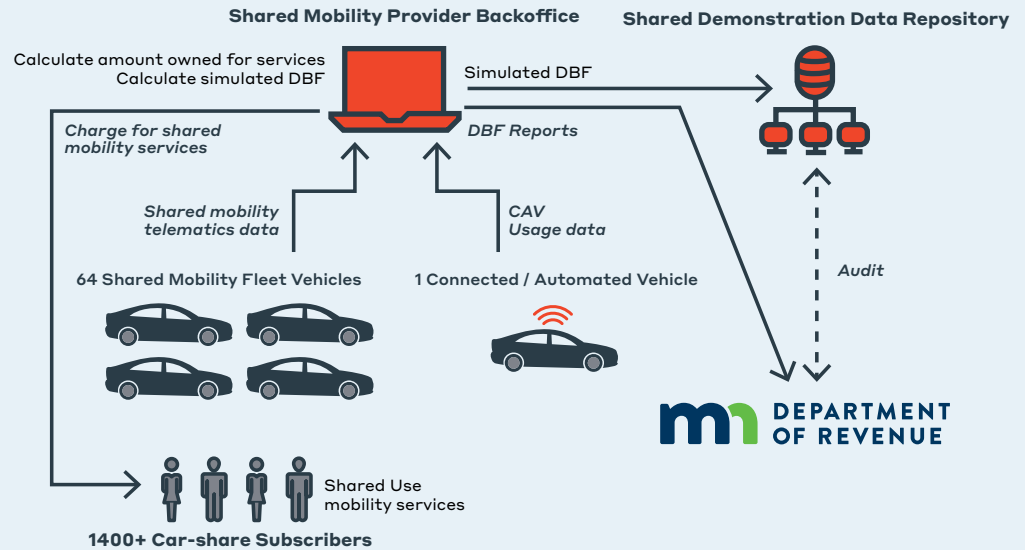 Shared Mobility Provider Backoffice
Shared Demonstration Data Repository
Calculate amount owned for services
Calculate simulated DBF
Simulated DBF
Charge for shared
mobility services
DBF Reports
Shared mobility
telematics data
CAV
Usage data
64 Shared Mobility Fleet Vehicles
1 Connected / Automated Vehicle
Audit
mn DEPARTMENT
OF REVENUE
Shared Use
mobility services
1400+ Car-share Subscribers